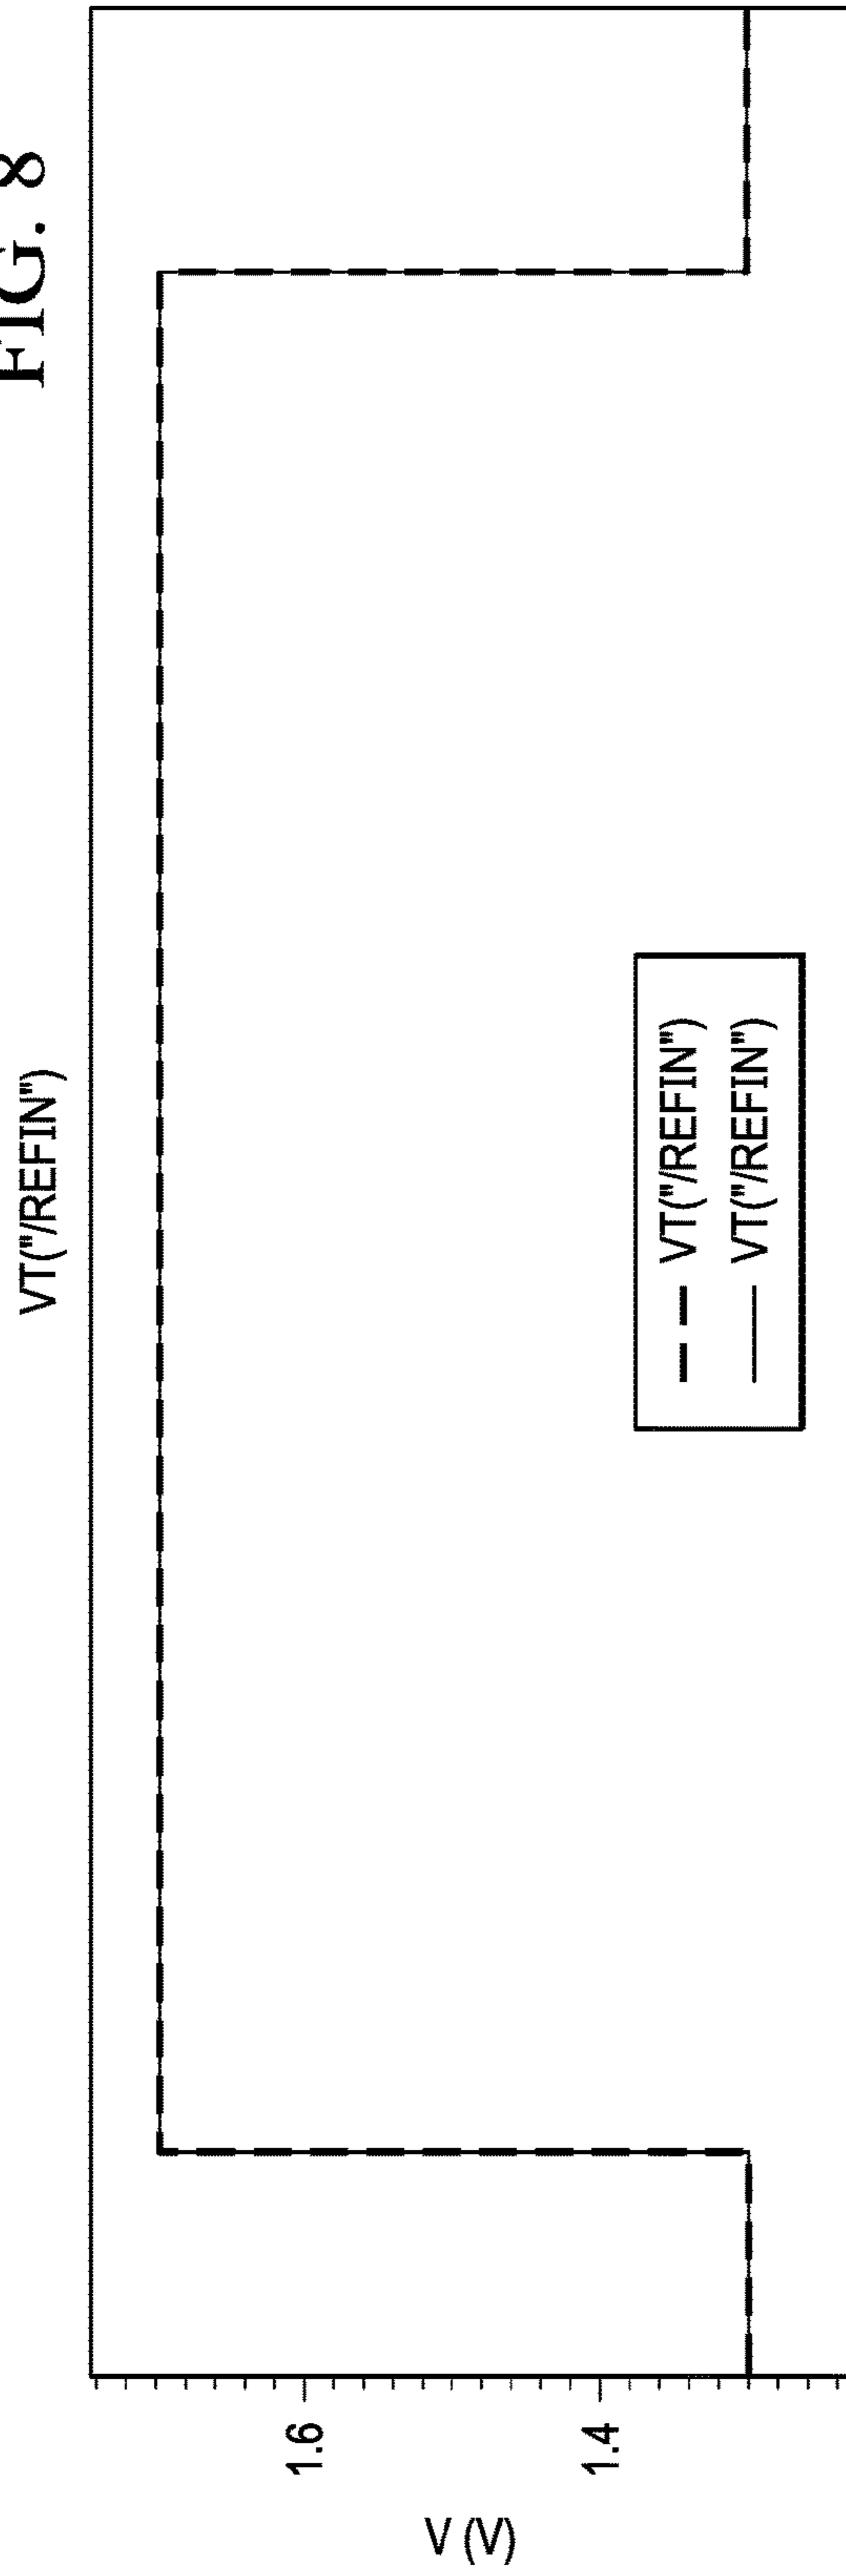 FIG. 8
VT("/REFIN")
1.6
1.4
V (V)
VT("/REFIN")
VT("/REFIN")